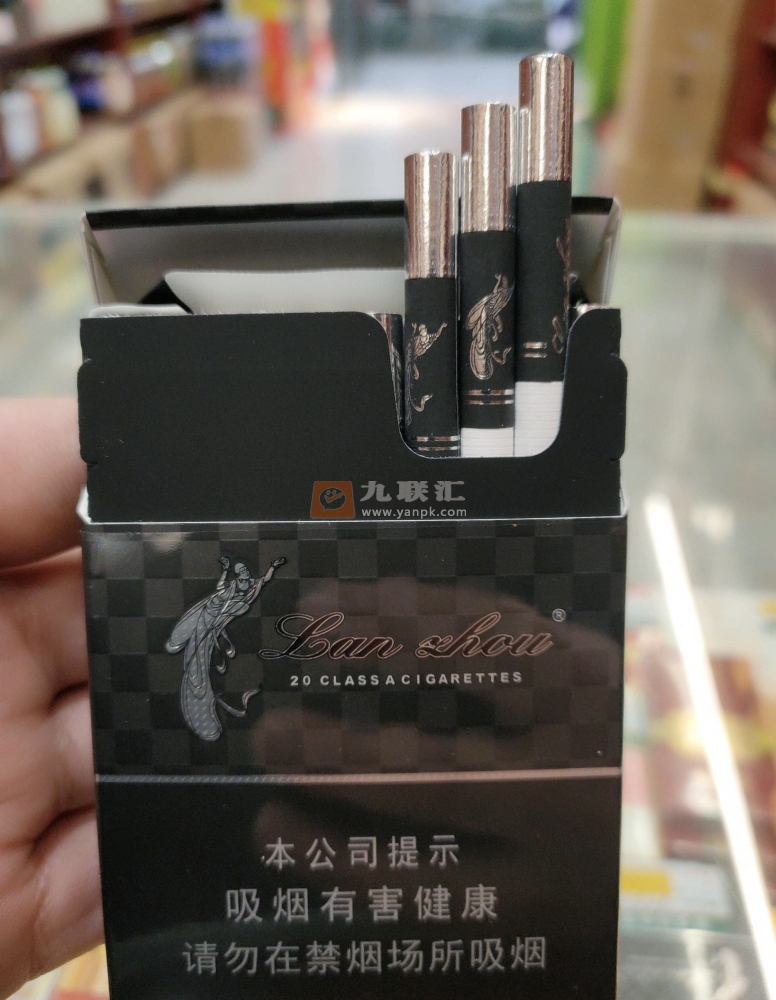 九联汇
www.yanpk.com
Lan zhou®
20 CLASS A CIGARETTES
本公司提示
吸烟有害健康
请勿在禁烟场所吸烟